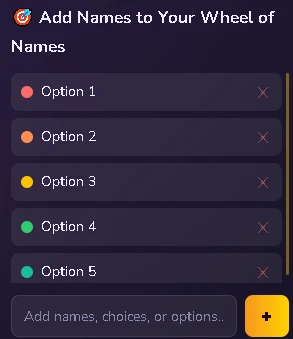 🎯 Add Names to Your Wheel of
Names
Option 1
Option 2
Option 3
Option 4
Option 5
Add names, choices, or options..
+